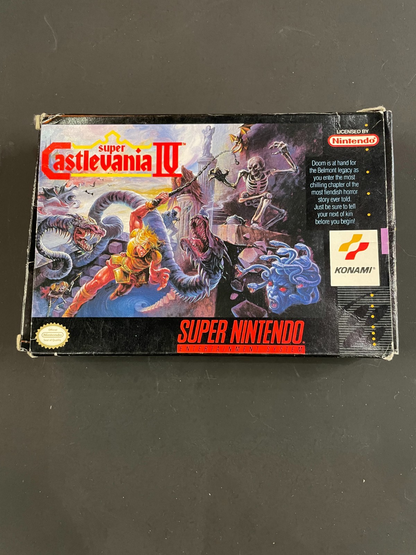 super
Castlevania IV
LICENSED BY
Nintendo
Doom is at hand for
the Belmont legacy as
you enter the most
chilling chapter of the
most fiendish horror
story ever told.
Just be sure to tell
your next of kin
before you begin!
KONAMI
SUPER NINTENDO